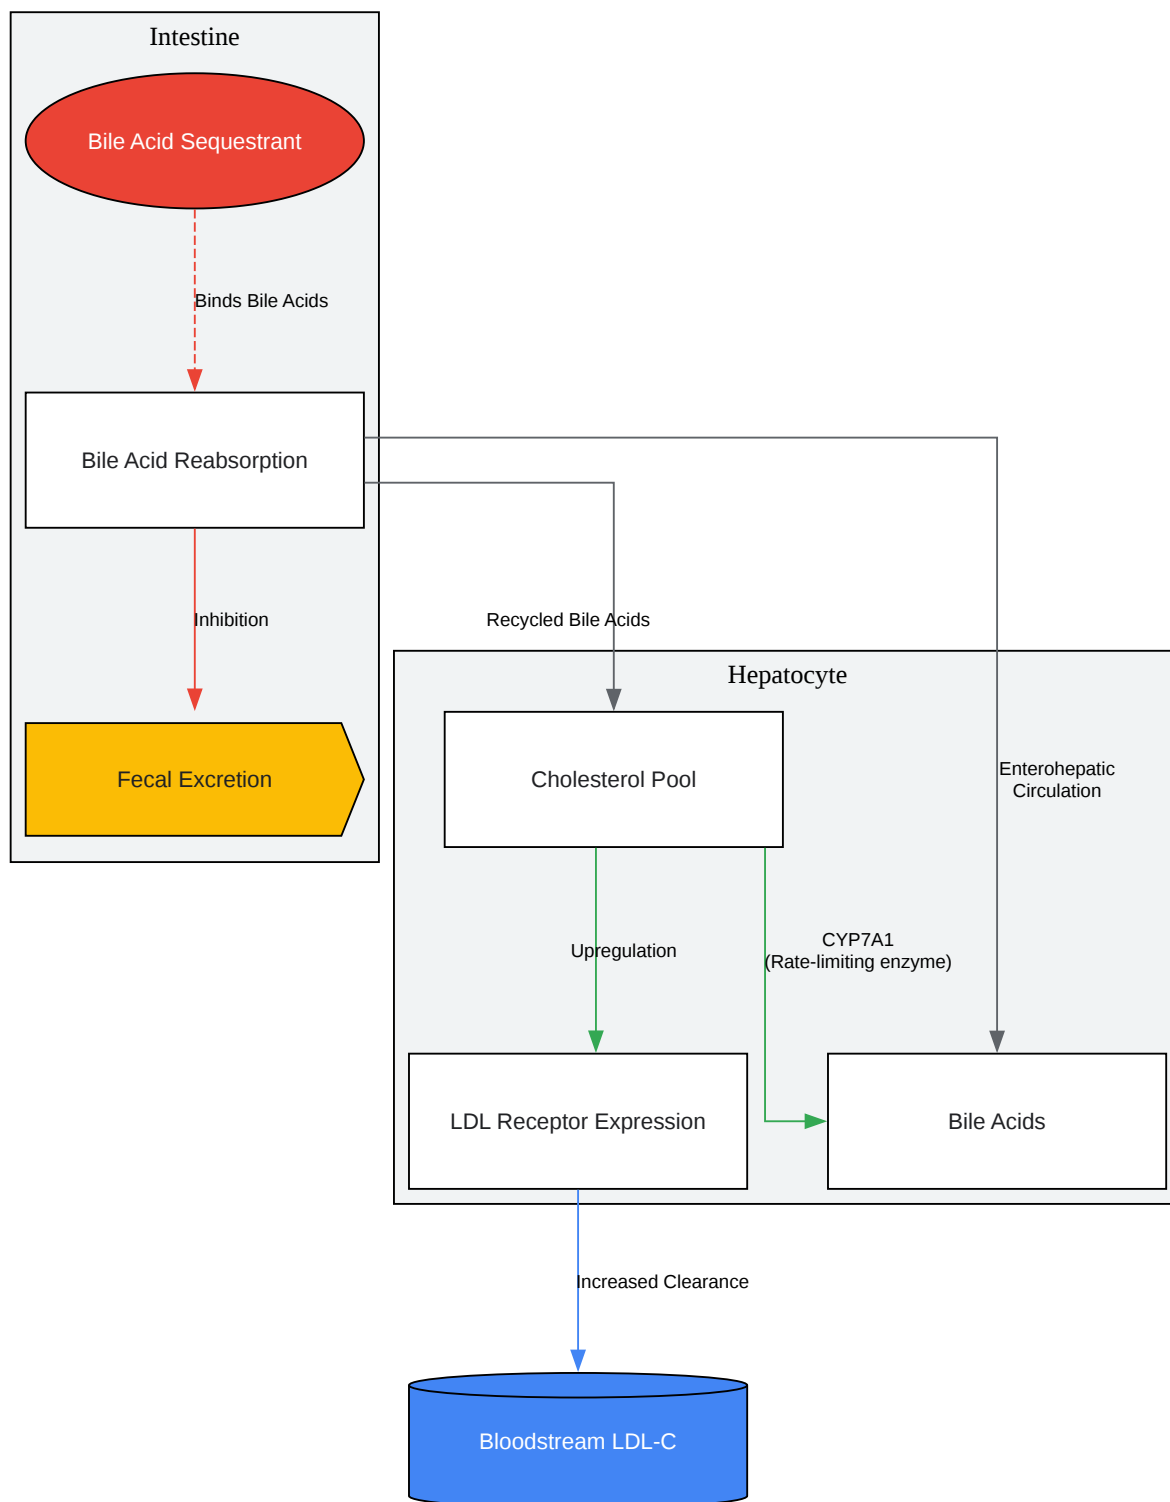 Intestine
Bile Acid Sequestrant
Binds Bile Acids
Bile Acid Reabsorption
Inhibition
Recycled Bile Acids
Hepatocyte
Fecal Excretion
Cholesterol Pool
Enterohepatic
Circulation
Upregulation
CYP7A1
(Rate-limiting enzyme)
LDL Receptor Expression
Bile Acids
Increased Clearance
Bloodstream LDL-C